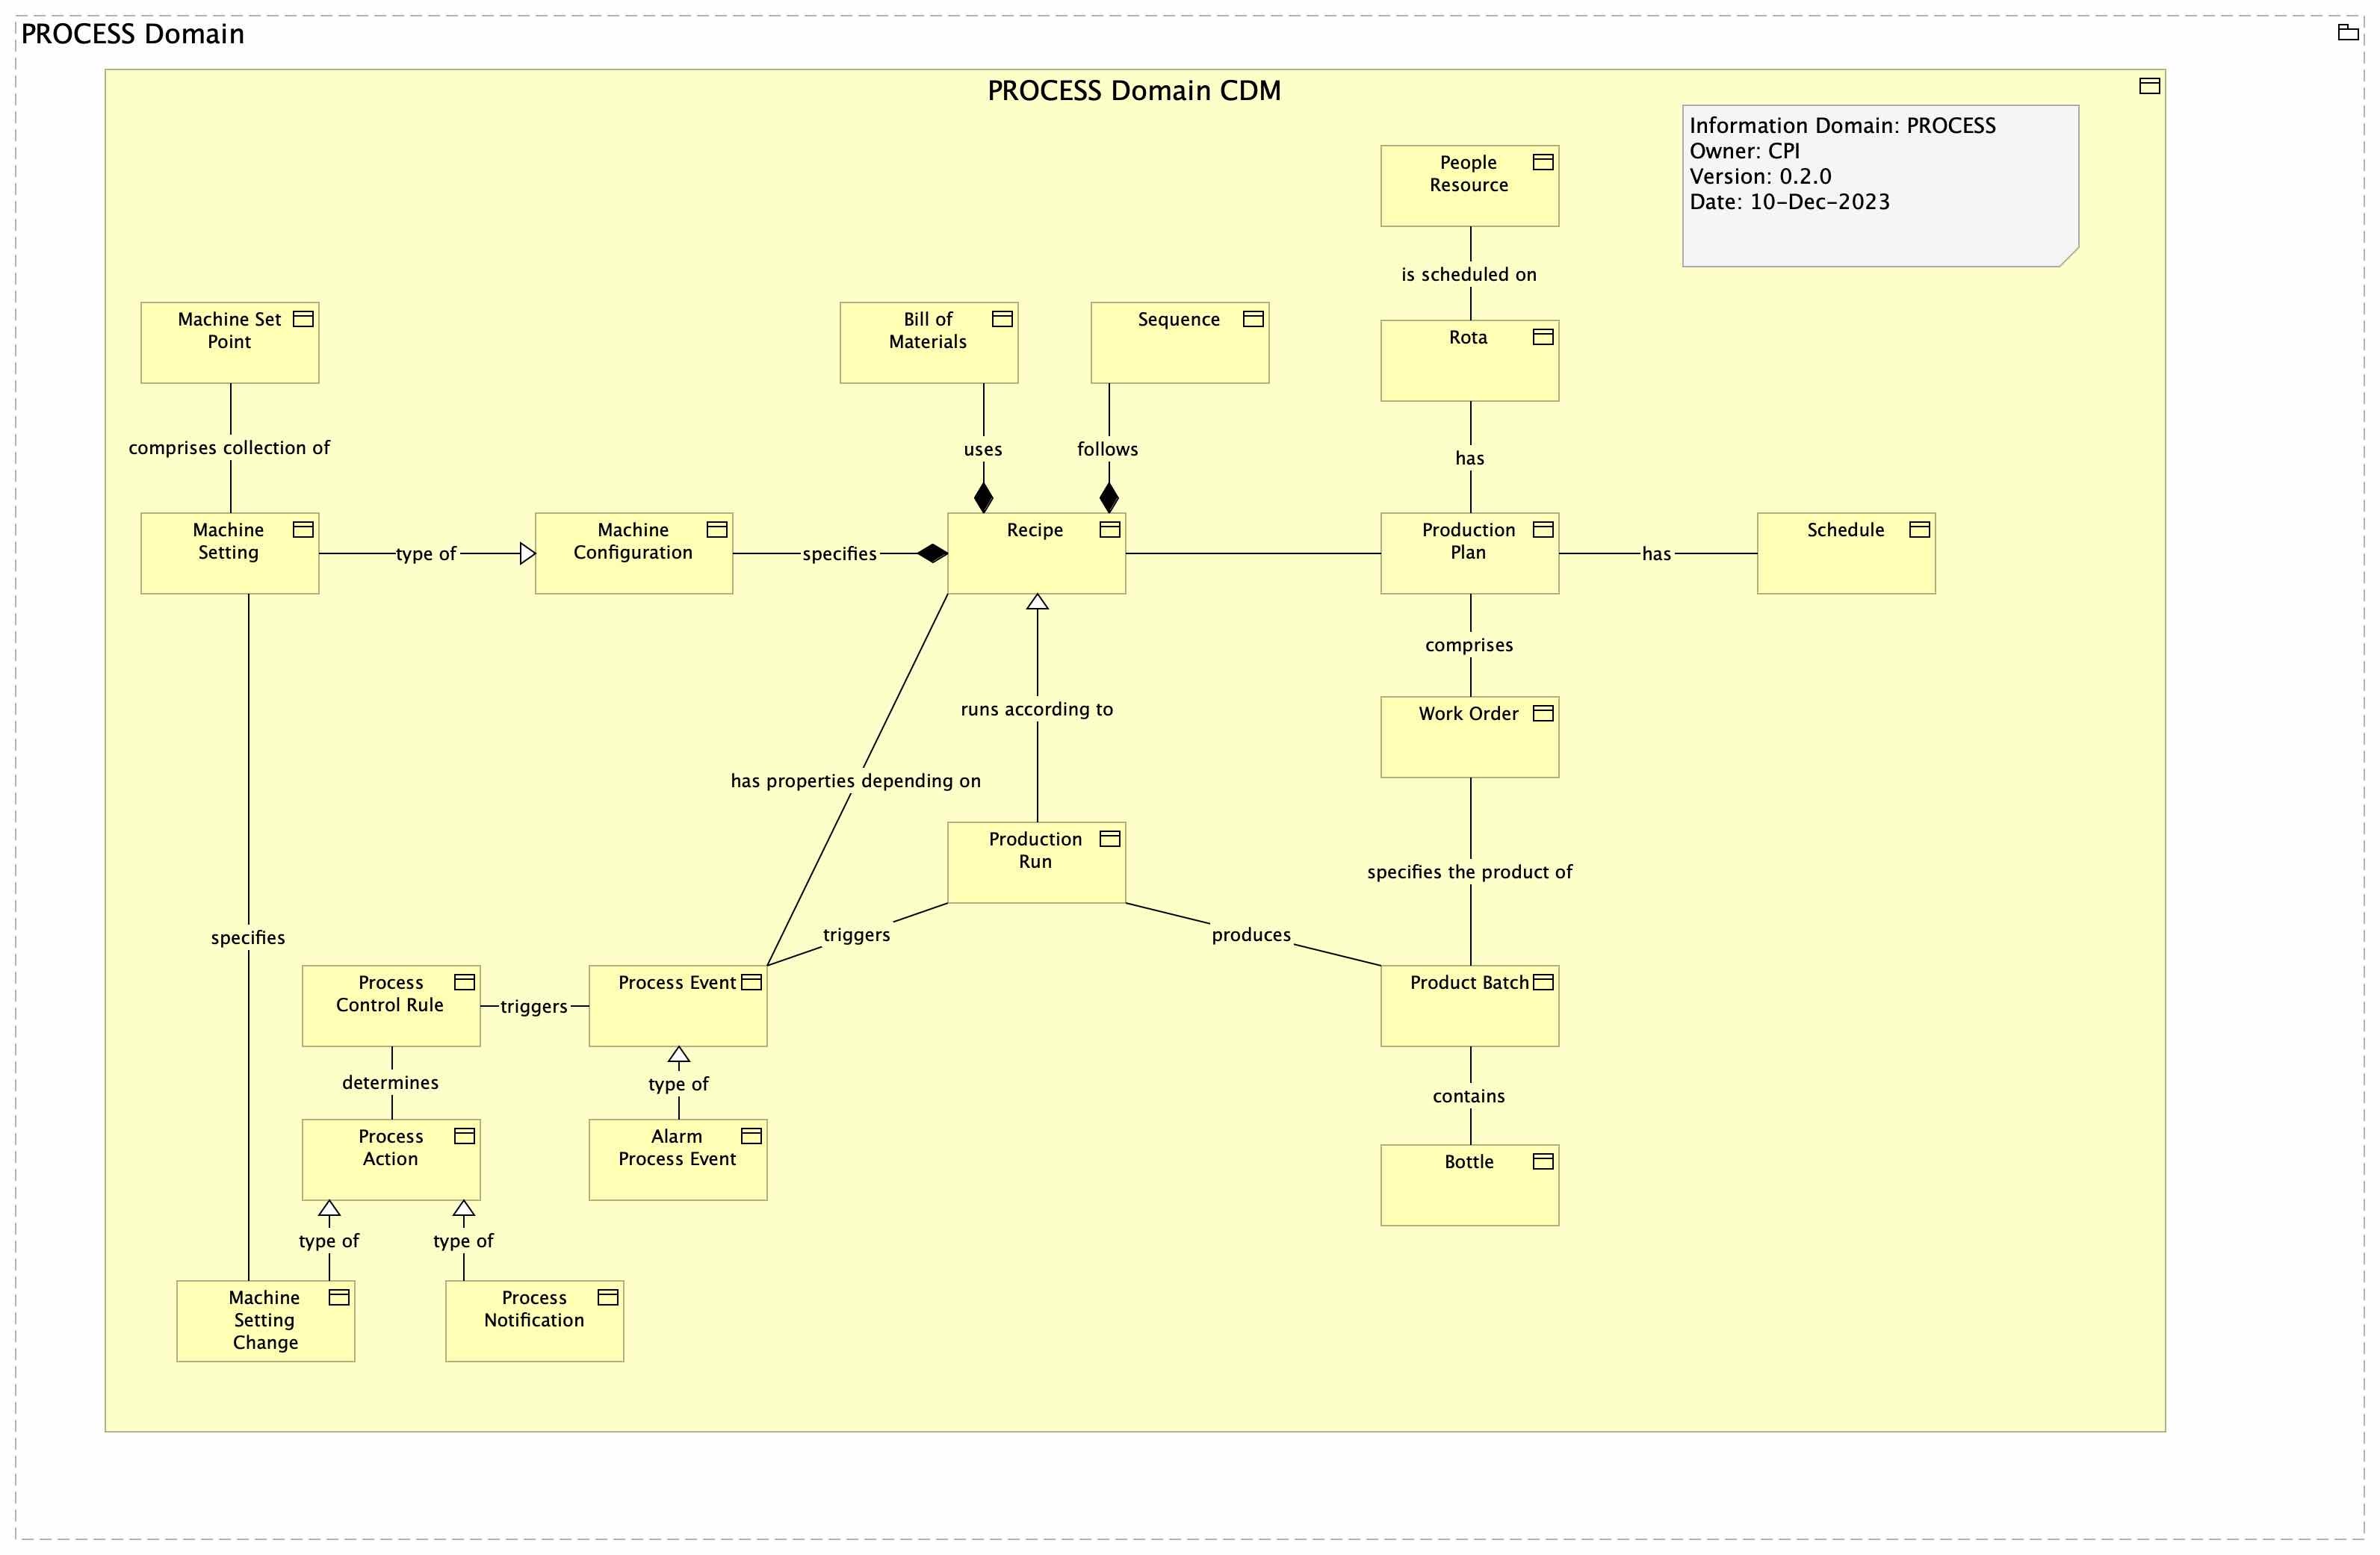 PROCESS Domain
PROCESS Domain CDM
Information Domain: PROCESS
Owner: CPI
Version: 0.2.0
Date: 10-Dec-2023
People
Resource
is scheduled on
Machine Set
Point
Bill of
Materials
Sequence
Rota
comprises collection of
uses
follows
has
Machine
Setting
type of
Machine
Configuration
specifies
Recipe
Production
Plan
has
Schedule
comprises
runs according to
Work Order
has properties depending on
Production
Run
specifies the product of
specifies
triggers
produces
Process
Control Rule
triggers
Process Event
Product Batch
determines
type of
contains
Process
Action
Alarm
Process Event
Bottle
type of
type of
Machine
Setting
Change
Process
Notification